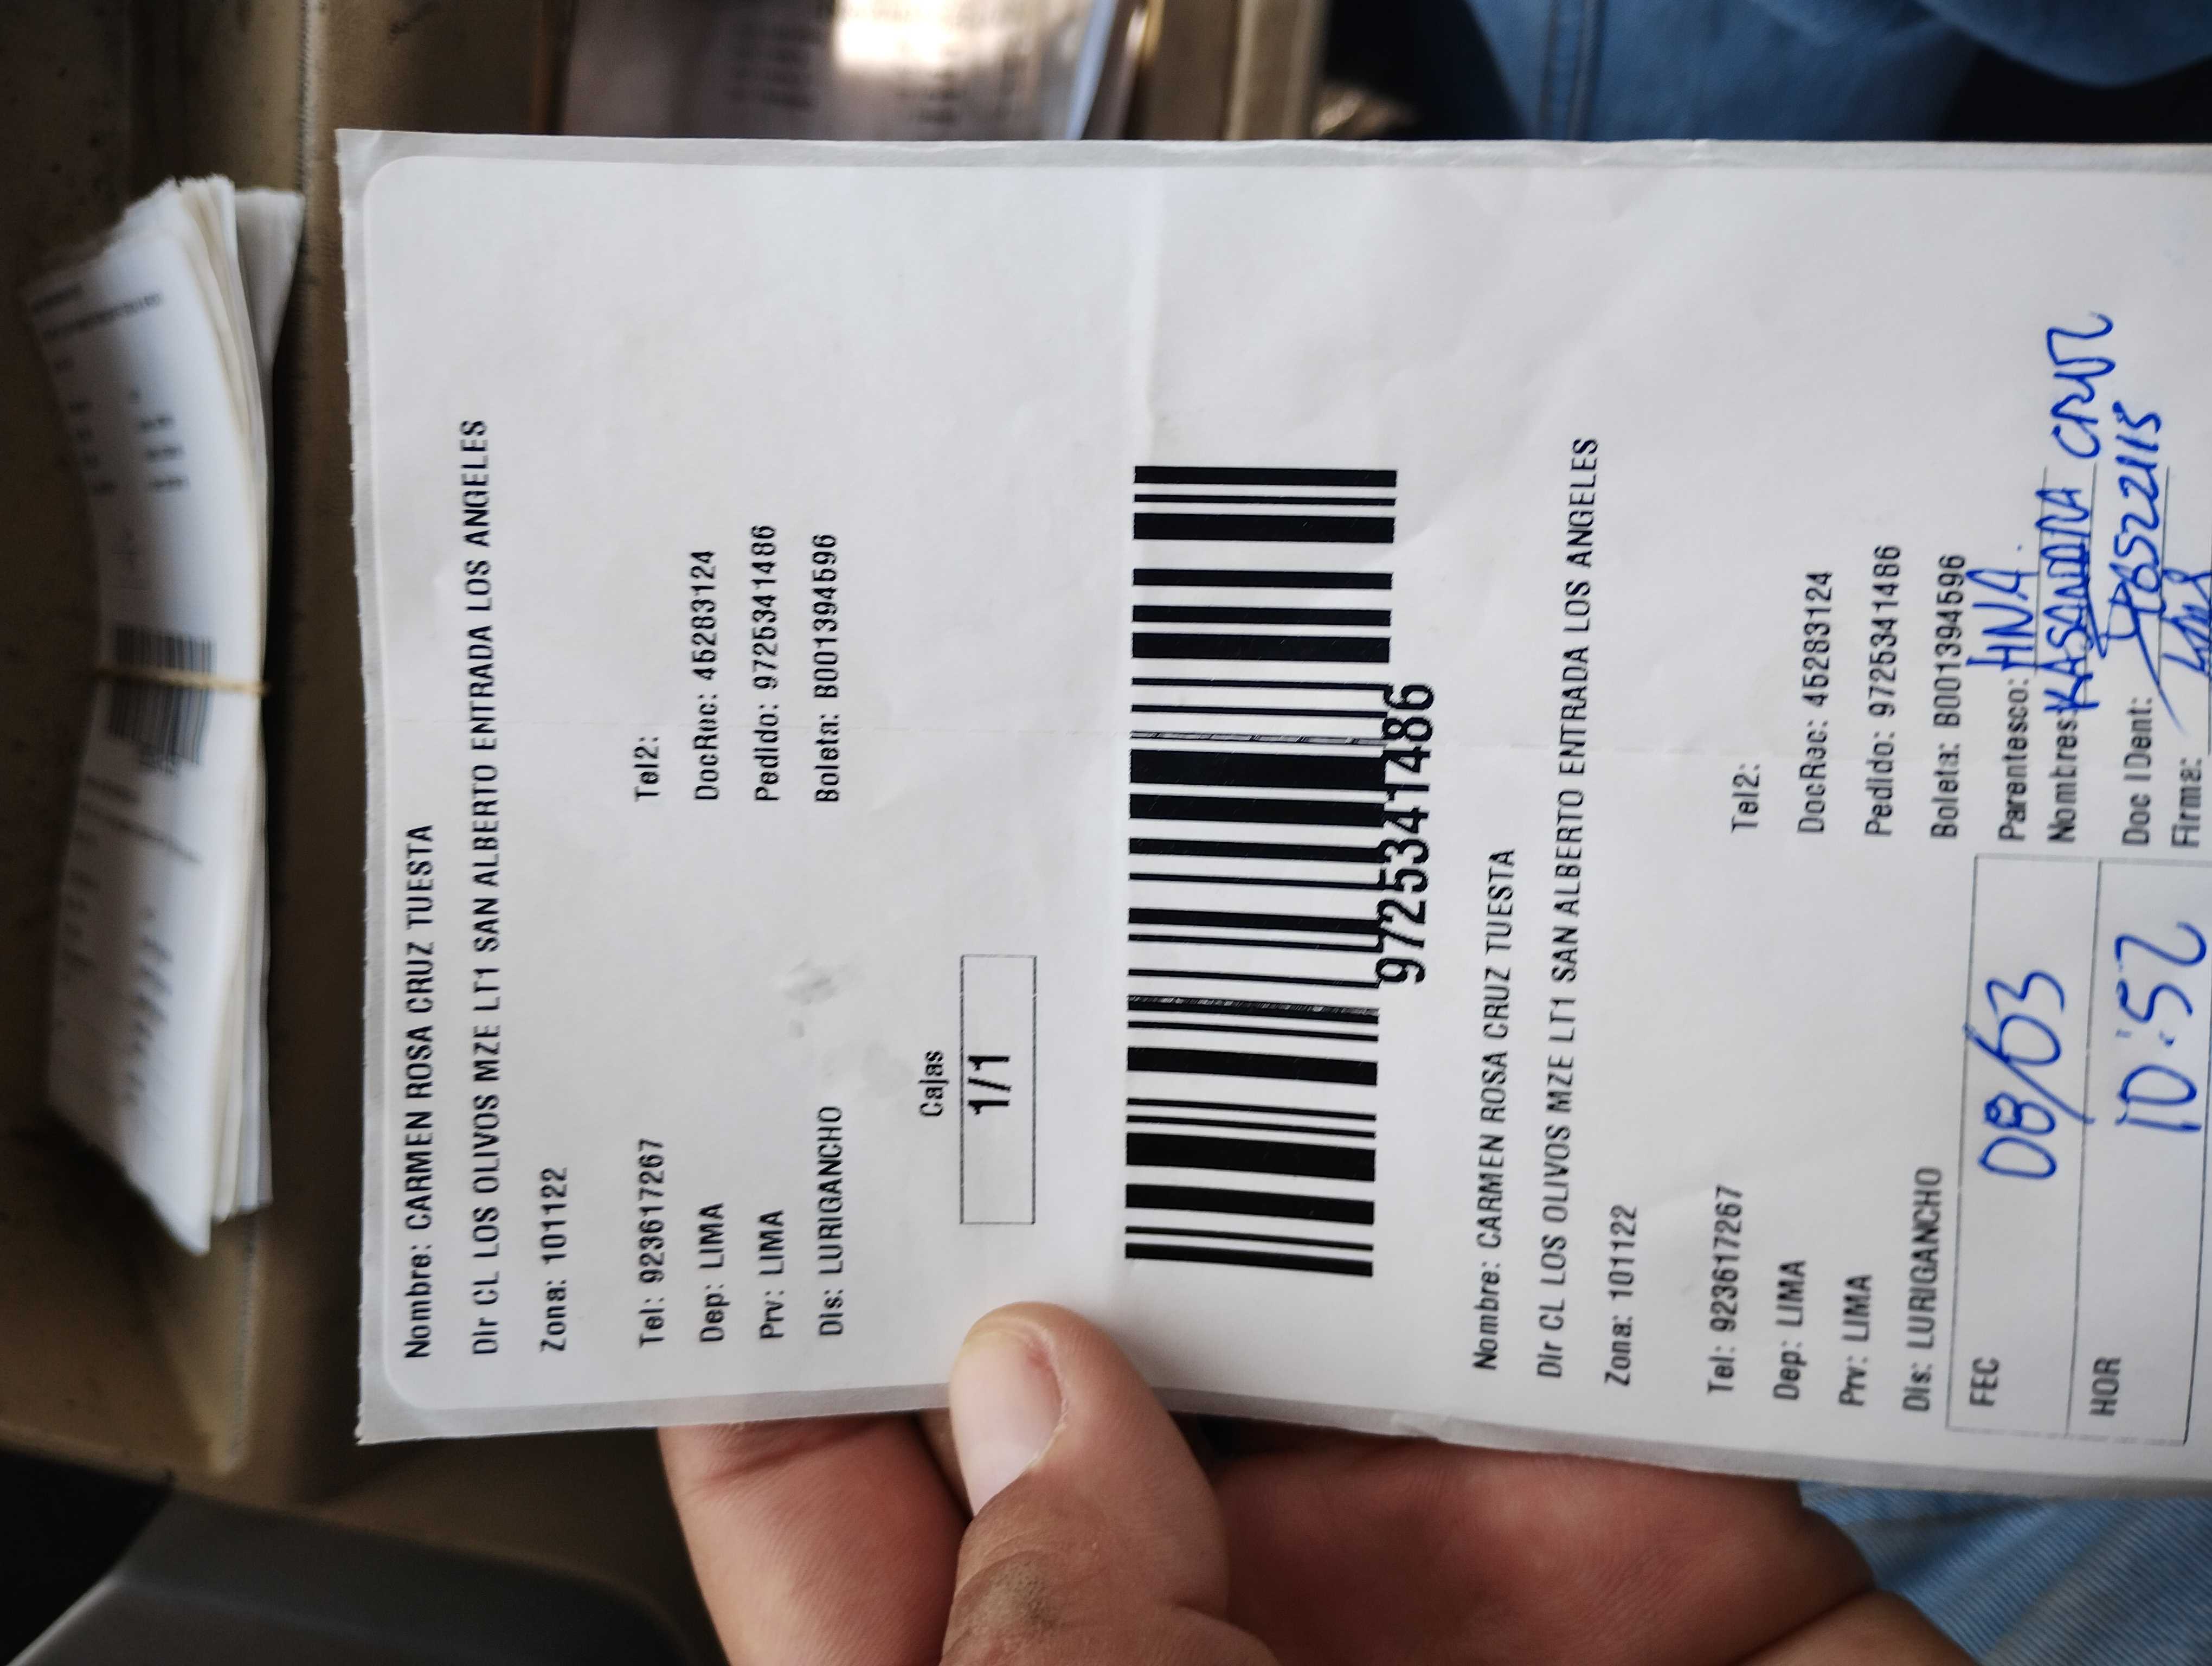 Nombre: CARMEN ROSA CRUZ TUESTA
Dir CL LOS OLIVOS MZE LT1 SAN ALBERTO ENTRADA LOS ANGELES
Zona: 101122
Tel: 923617267 Tel2:
Dep: LIMA DocRec: 45283124
Prv: LIMA Pedido: 9725341486
Dis: LURIGANCHO Boleta: B001394596
Cajas
1/1
9725341486
Nombre: CARMEN ROSA CRUZ TUESTA
Dir CL LOS OLIVOS MZE LT1 SAN ALBERTO ENTRADA LOS ANGELES
Zona: 101122
Tel: 923617267 Tel2:
Dep: LIMA DocRec: 45283124
Prv: LIMA Pedido: 9725341486
Dis: LURIGANCHO Boleta: B001394596
FEC 08/03 Parentesco: HNA.
Nombres: KASANDRA CRUZ
HOR 10:52 Doc IDent:
Firma: